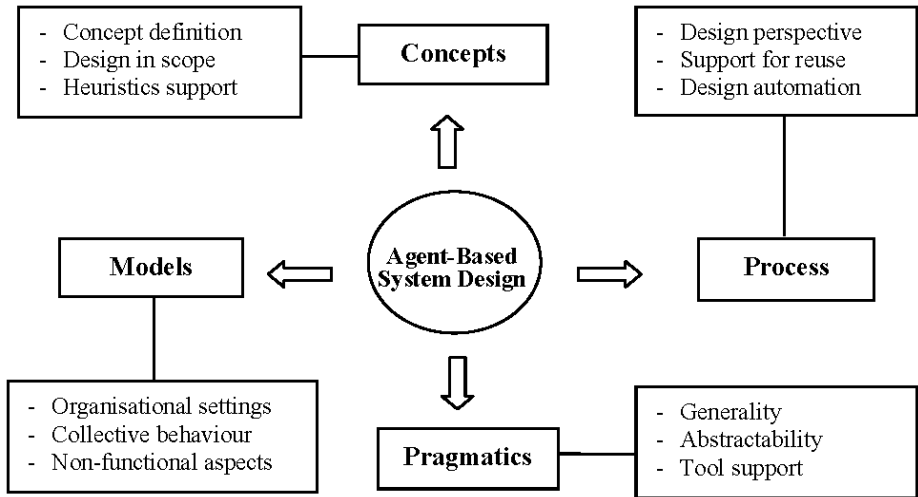 - Concept definition
- Design in scope
- Heuristics support
Concepts
- Design perspective
- Support for reuse
- Design automation
Models
Agent-Based
System Design
Process
- Organisational settings
- Collective behaviour
- Non-functional aspects
Pragmatics
- Generality
- Abstractability
- Tool support